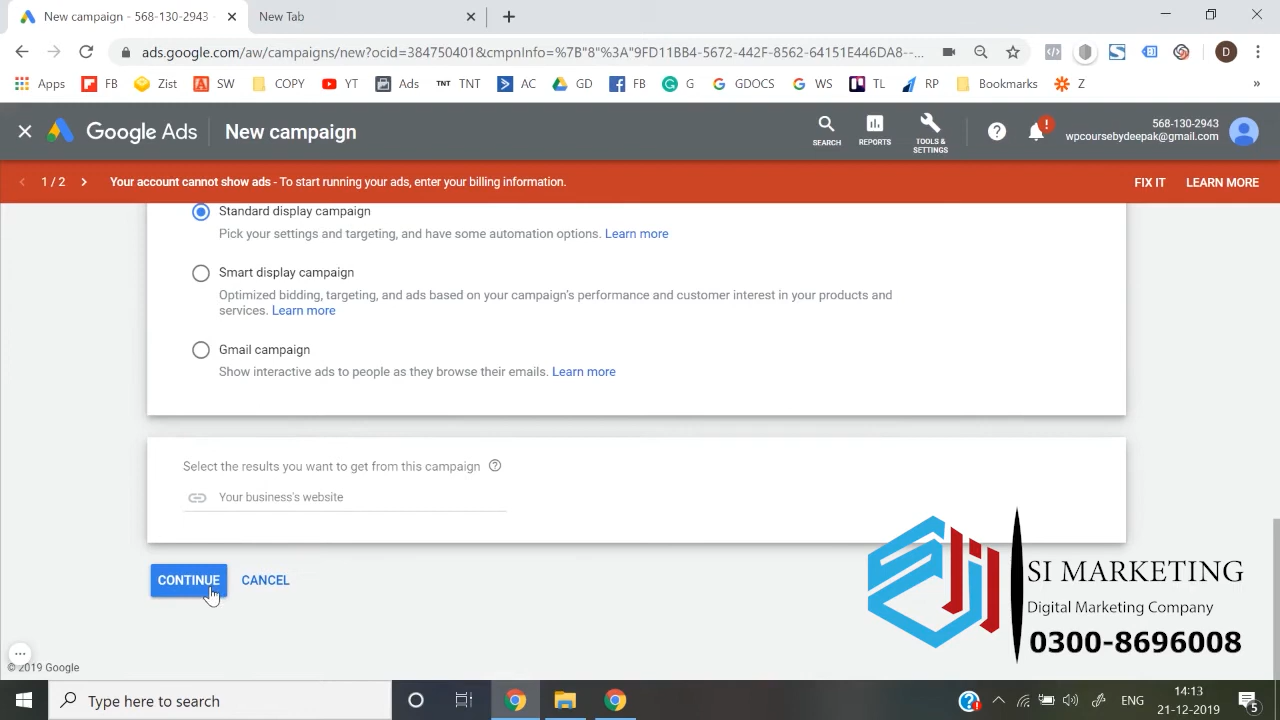 New campaign - 568-130-2943
New Tab
ads.google.com/aw/campaigns/new?ocid=384750401&cmpnInfo=%7B"8"%3A"9FD11BB4-5672-442F-8562-64151E446DA8--...
D
Apps
FB
Zist
SW
COPY
YT
Ads
TNT TNT
AC
GD
FB
G
GDOCS
WS
TL
RP
Bookmarks
Z
»
Google Ads
New campaign
SEARCH
REPORTS
TOOLS &
SETTINGS
568-130-2943
wpcoursebydeepak@gmail.com
1 / 2
Your account cannot show ads - To start running your ads, enter your billing information.
FIX IT
LEARN MORE
Standard display campaign
Pick your settings and targeting, and have some automation options. Learn more
Smart display campaign
Optimized bidding, targeting, and ads based on your campaign's performance and customer interest in your products and
services. Learn more
Gmail campaign
Show interactive ads to people as they browse their emails. Learn more
Select the results you want to get from this campaign
Your business's website
CONTINUE
CANCEL
SI MARKETING
Digital Marketing Company
0300-8696008
© 2019 Google
Type here to search
ENG
14:13
21-12-2019
5